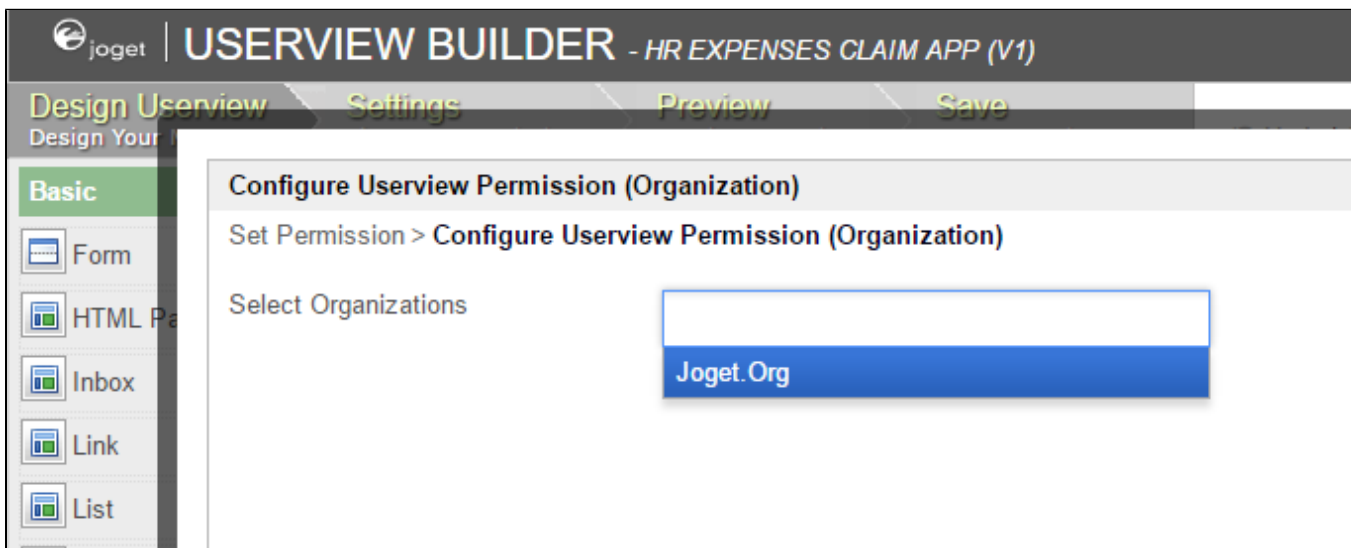 joget | USERVIEW BUILDER - HR EXPENSES CLAIM APP (V1)
Design Userview Settings Preview Save
Design Your
Basic
Configure Userview Permission (Organization)
Set Permission > Configure Userview Permission (Organization)
Form
Select Organizations
HTML Pa
Joget.Org
Inbox
Link
List